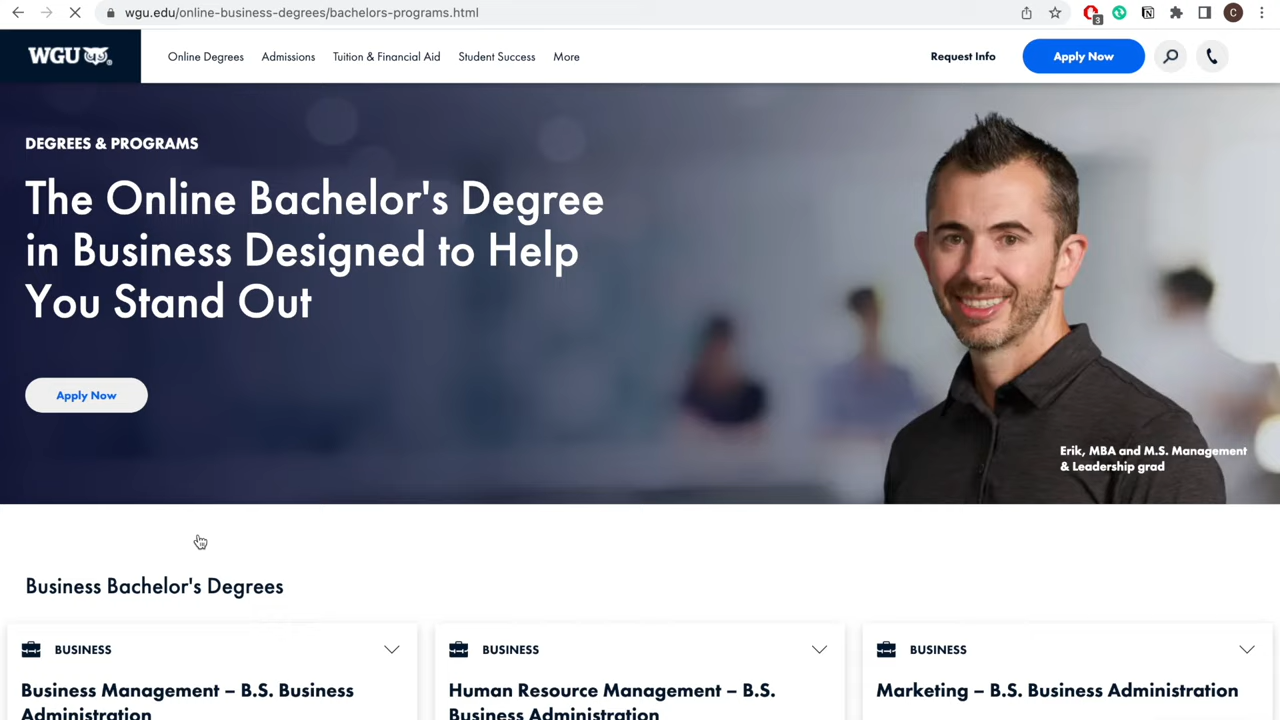 wgu.edu/online-business-degrees/bachelors-programs.html
3
C
WGU
Online Degrees
Admissions
Tuition & Financial Aid
Student Success
More
Request Info
Apply Now
DEGREES & PROGRAMS
The Online Bachelor's Degree
in Business Designed to Help
You Stand Out
Apply Now
Erik, MBA and M.S. Management
& Leadership grad
Business Bachelor's Degrees
BUSINESS
Business Management – B.S. Business
Administration
BUSINESS
Human Resource Management – B.S.
Business Administration
BUSINESS
Marketing – B.S. Business Administration